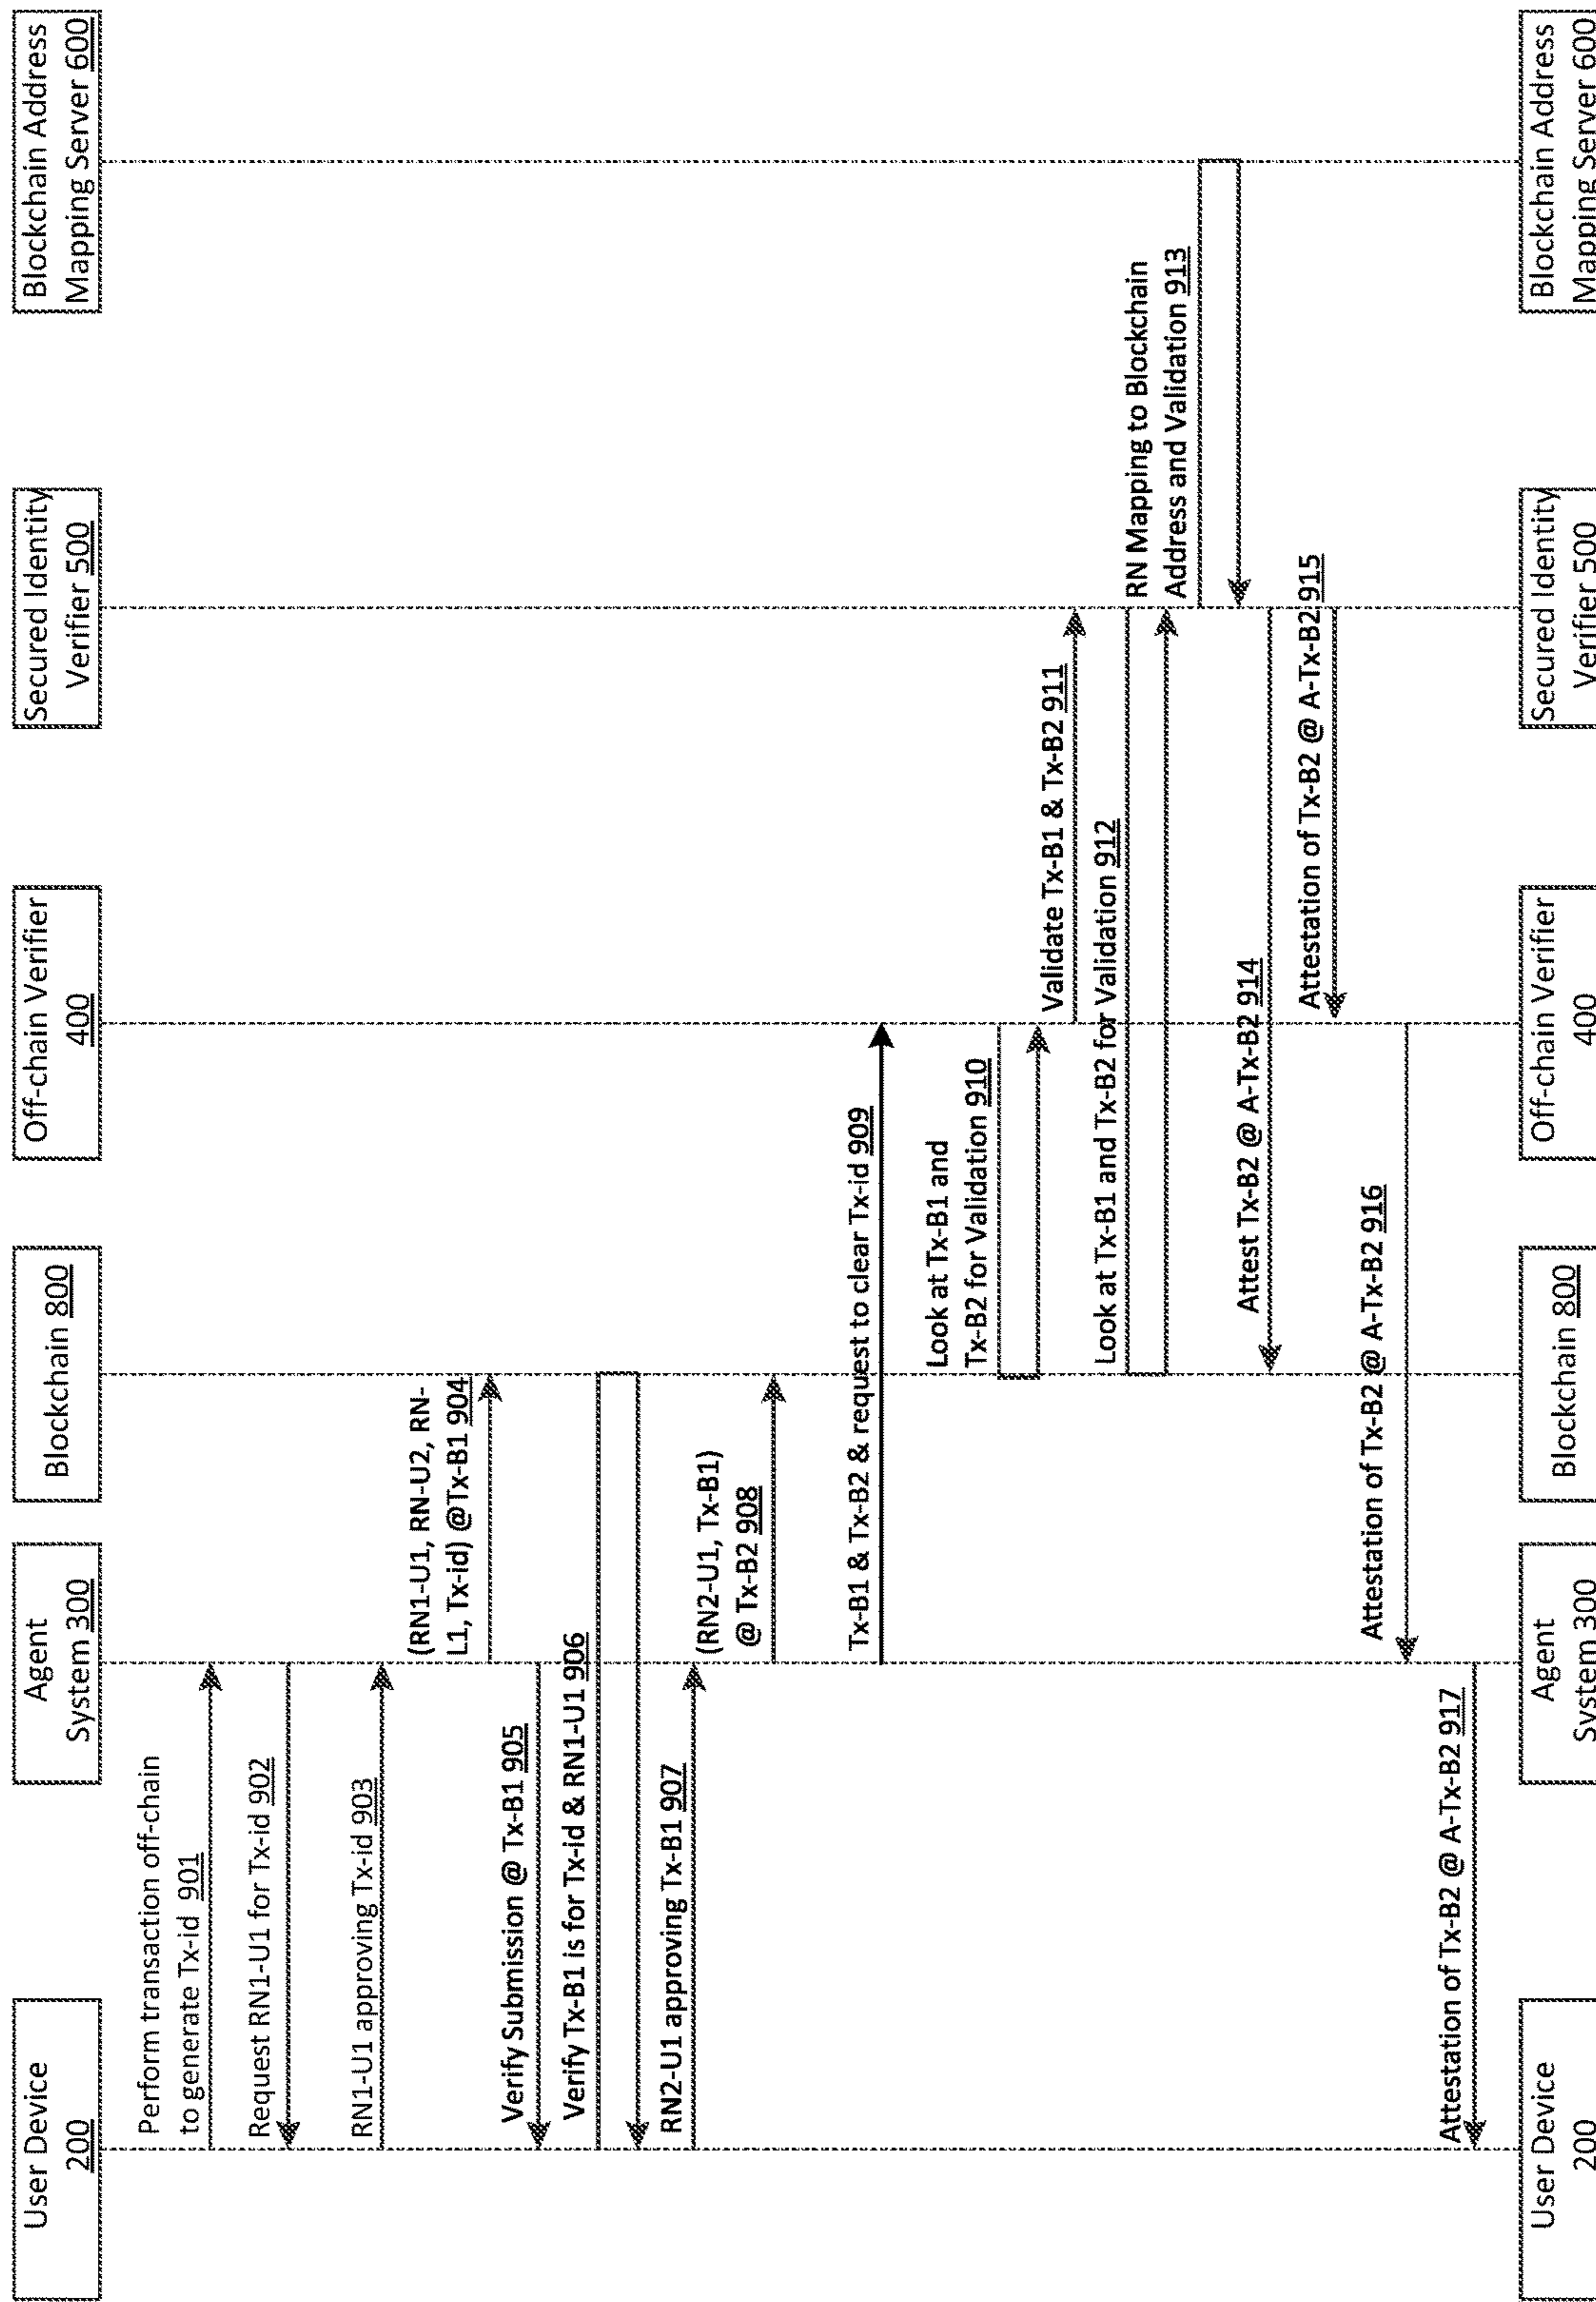 User Device
200
Agent
System 300
Blockchain 800
Off-chain Verifier
400
Secured Identity
Verifier 500
Blockchain Address
Mapping Server 600
Perform transaction off-chain
to generate Tx-id 901
Request RN1-U1 for Tx-id 902
RN1-U1 approving Tx-id 903
(RN1-U1, RN-U2, RN-
L1, Tx-id) @Tx-B1 904
Verify Submission @ Tx-B1 905
Verify Tx-B1 is for Tx-id & RN1-U1 906
RN2-U1 approving Tx-B1 907
(RN2-U1, Tx-B1)
@ Tx-B2 908
Tx-B1 & Tx-B2 & request to clear Tx-id 909
Look at Tx-B1 and
Tx-B2 for Validation 910
Validate Tx-B1 & Tx-B2 911
Look at Tx-B1 and Tx-B2 for Validation 912
RN Mapping to Blockchain
Address and Validation 913
Attest Tx-B2 @ A-Tx-B2 914
Attestation of Tx-B2 @ A-Tx-B2 915
Attestation of Tx-B2 @ A-Tx-B2 916
Attestation of Tx-B2 @ A-Tx-B2 917
User Device
200
Agent
System 300
Blockchain 800
Off-chain Verifier
400
Secured Identity
Verifier 500
Blockchain Address
Mapping Server 600